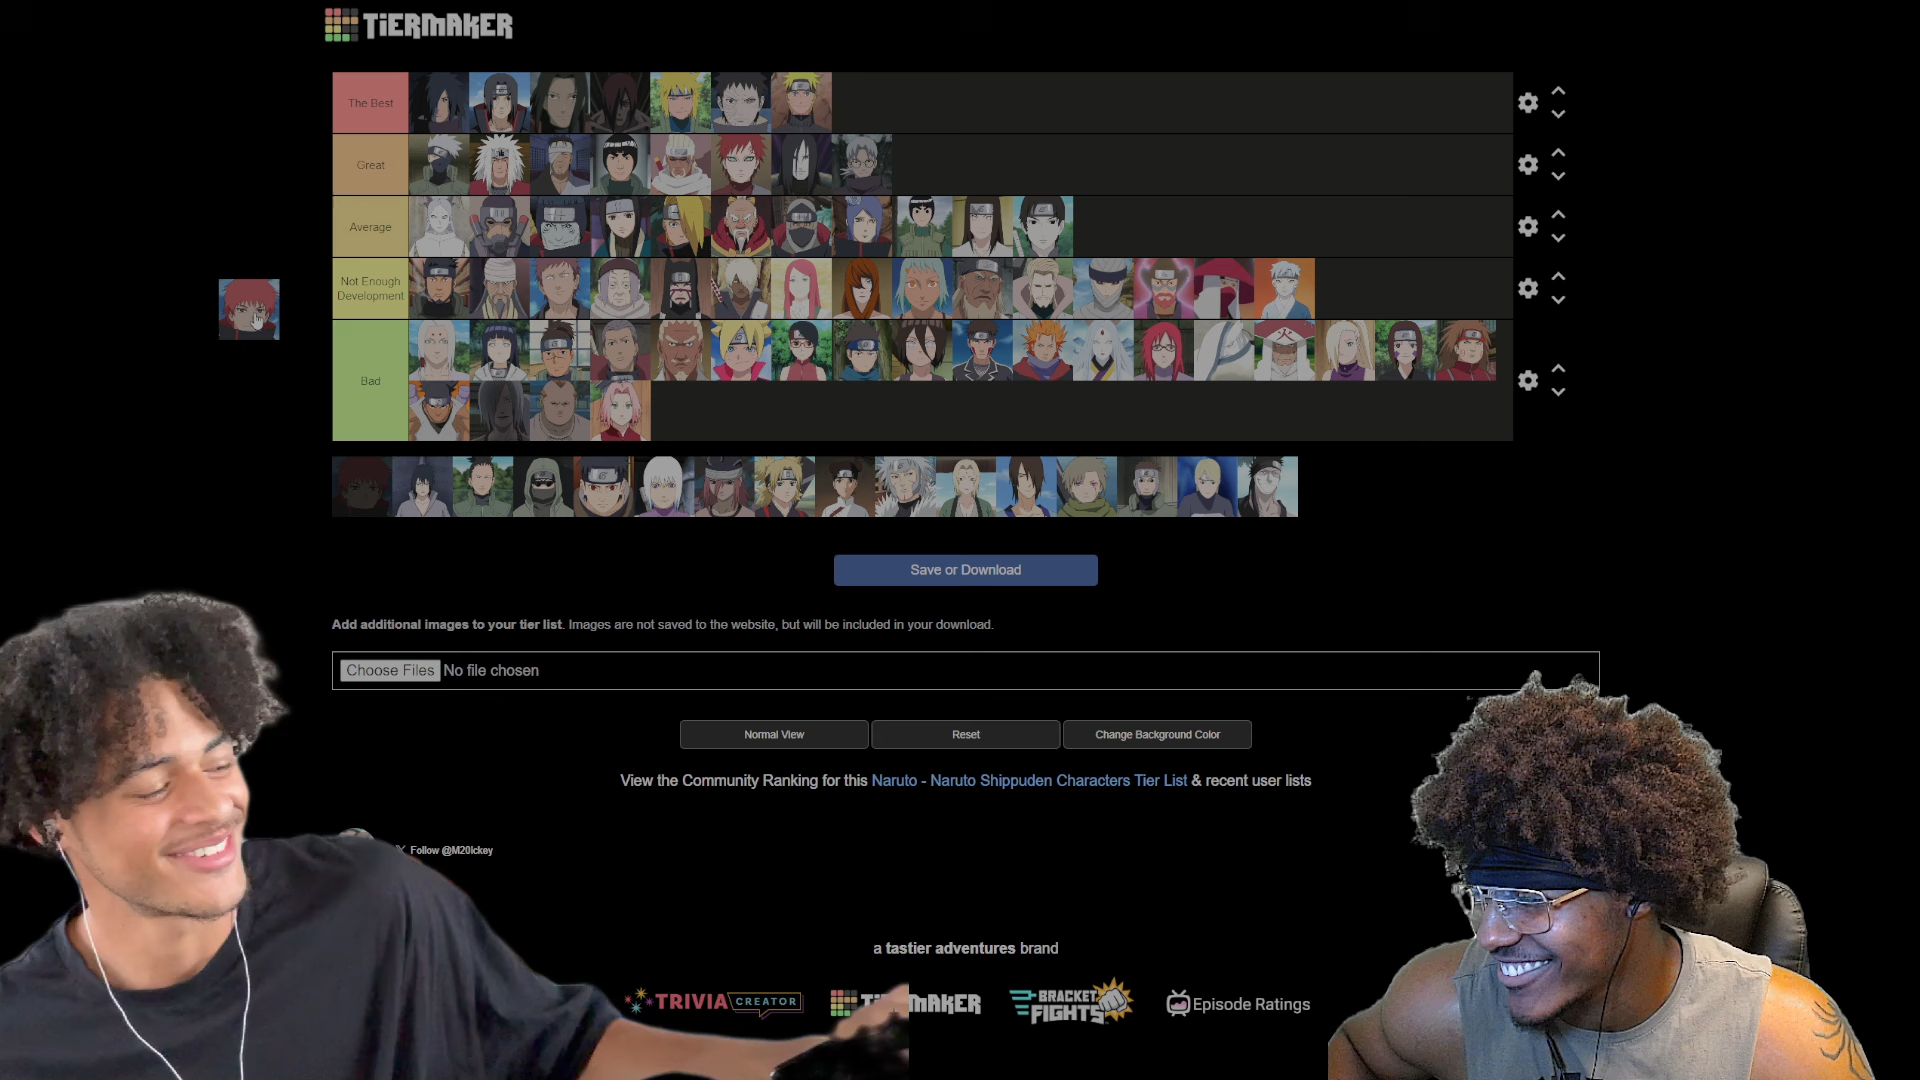 TiERMAKER
The Best
Great
Average
Not Enough
Development
Bad
Save or Download
Add additional images to your tier list. Images are not saved to the website, but will be included in your download.
Choose Files No file chosen
Normal View
Reset
Change Background Color
View the Community Ranking for this Naruto - Naruto Shippuden Characters Tier List & recent user lists
Follow @M20Ickey
a tastier adventures brand
TRIVIA CREATOR
MAKER
BRACKET
FIGHTS
Episode Ratings